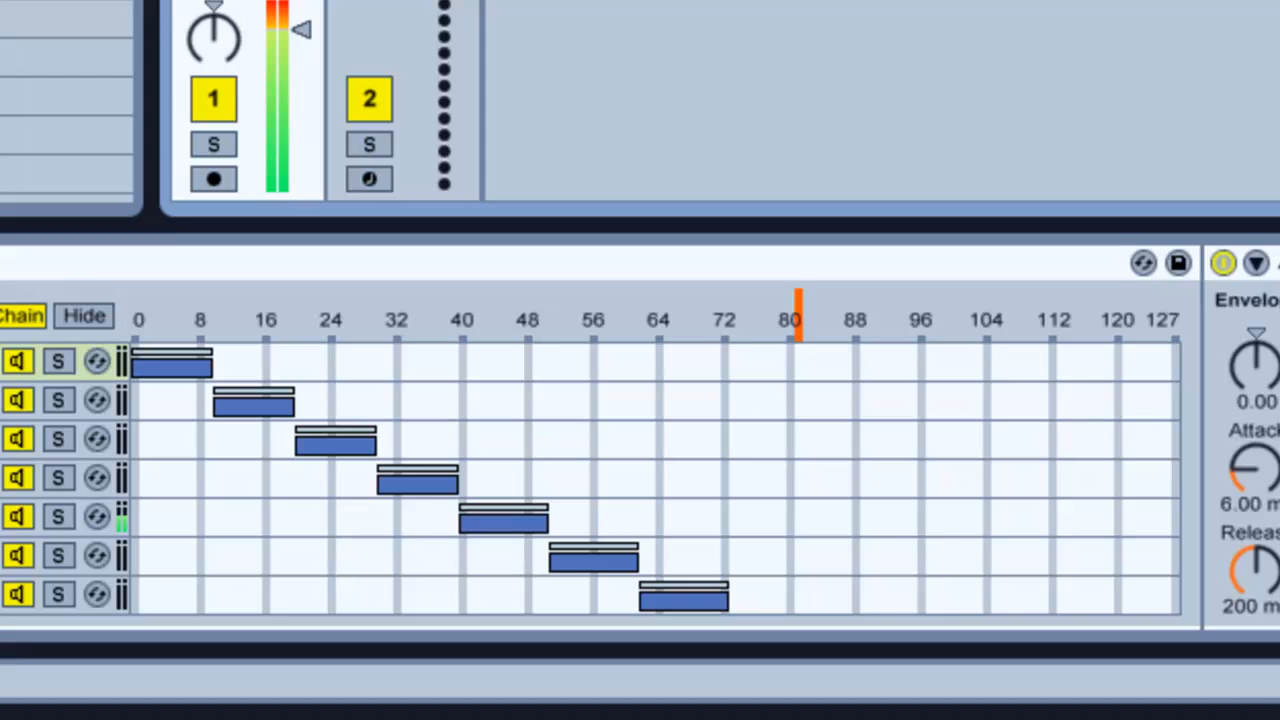 1 2
S S
Chain Hide 0 8 16 24 32 40 48 56 64 72 80 88 96 104 112 120 127
Envelo
S
0.00
S
Attack
S
S
6.00 m
S
Releas
S
S
200 m